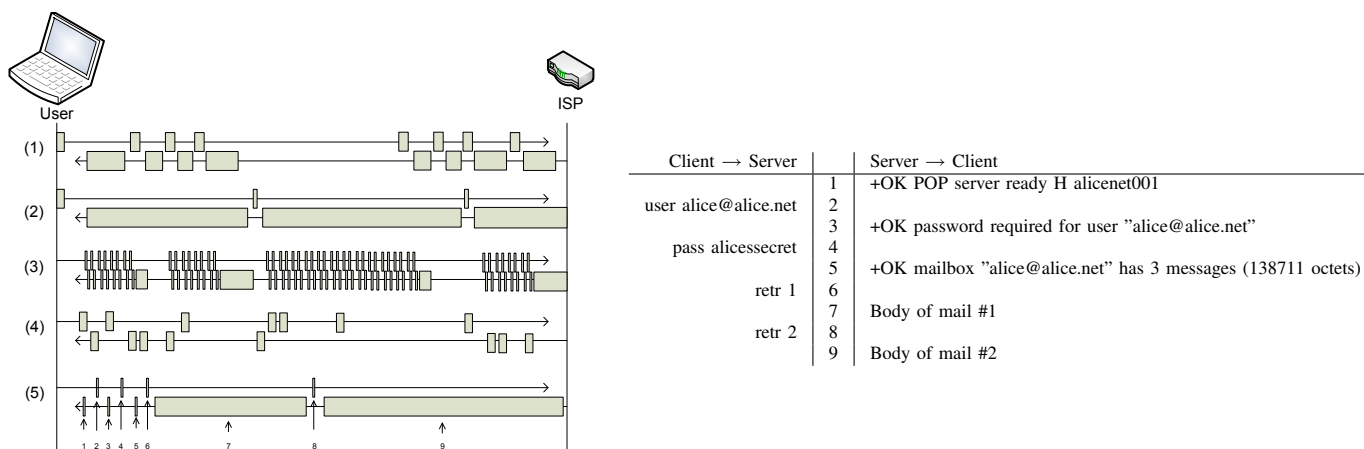 User
ISP
(1)
(2)
(3)
(4)
(5)
1 2 3 4 5 6 7 8 9
Client → Server Server → Client
1 +OK POP server ready H alicenet001
user alice@alice.net 2
3 +OK password required for user ”alice@alice.net”
pass alicessecret 4
5 +OK mailbox ”alice@alice.net” has 3 messages (138711 octets)
retr 1 6
7 Body of mail #1
retr 2 8
9 Body of mail #2